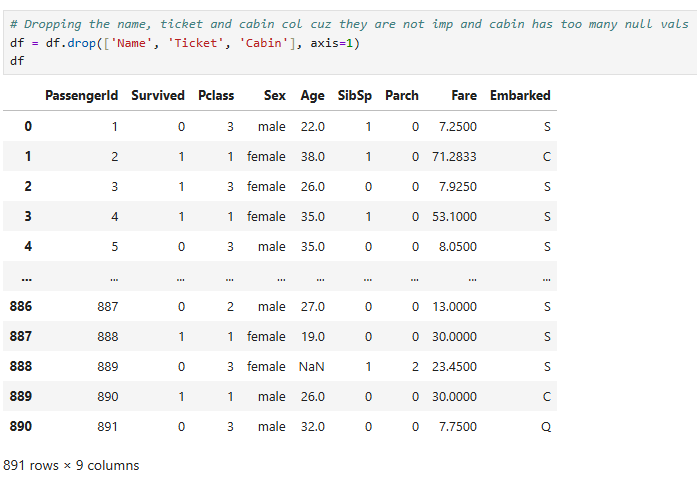 # Dropping the name, ticket and cabin col cuz they are not imp and cabin has too many null vals
df = df.drop(['Name', 'Ticket', 'Cabin'], axis=1)
df
PassengerId Survived Pclass Sex Age SibSp Parch Fare Embarked
0 1 0 3 male 22.0 1 0 7.2500 S
1 2 1 1 female 38.0 1 0 71.2833 C
2 3 1 3 female 26.0 0 0 7.9250 S
3 4 1 1 female 35.0 1 0 53.1000 S
4 5 0 3 male 35.0 0 0 8.0500 S
... ... ... ... ... ... ... ... ... ...
886 887 0 2 male 27.0 0 0 13.0000 S
887 888 1 1 female 19.0 0 0 30.0000 S
888 889 0 3 female NaN 1 2 23.4500 S
889 890 1 1 male 26.0 0 0 30.0000 C
890 891 0 3 male 32.0 0 0 7.7500 Q
891 rows × 9 columns